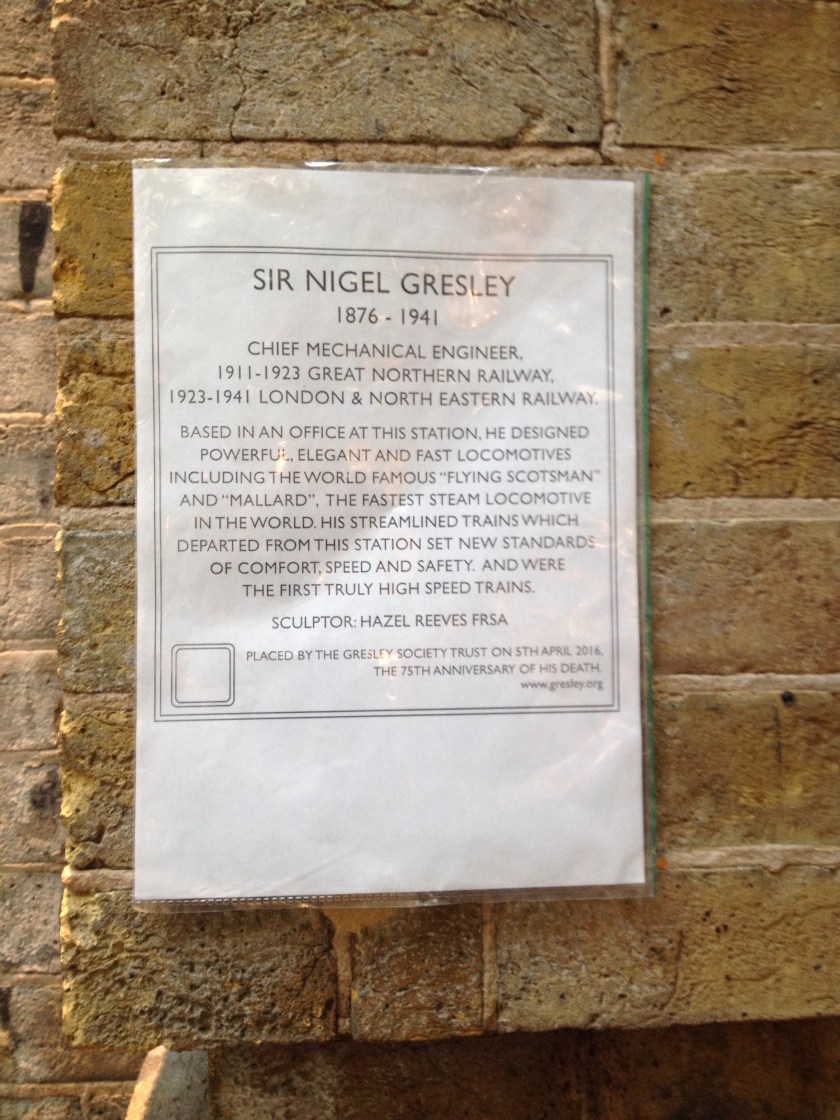 SIR NIGEL GRESLEY
1876 - 1941
CHIEF MECHANICAL ENGINEER,
1911-1923 GREAT NORTHERN RAILWAY,
1923-1941 LONDON & NORTH EASTERN RAILWAY.
BASED IN AN OFFICE AT THIS STATION, HE DESIGNED
POWERFUL, ELEGANT AND FAST LOCOMOTIVES
INCLUDING THE WORLD FAMOUS "FLYING SCOTSMAN"
AND "MALLARD", THE FASTEST STEAM LOCOMOTIVE
IN THE WORLD. HIS STREAMLINED TRAINS WHICH
DEPARTED FROM THIS STATION SET NEW STANDARDS
OF COMFORT, SPEED AND SAFETY. AND WERE
THE FIRST TRULY HIGH SPEED TRAINS.
SCULPTOR: HAZEL REEVES FRSA
PLACED BY THE GRESLEY SOCIETY TRUST ON 5TH APRIL 2016,
THE 75TH ANNIVERSARY OF HIS DEATH.
www.gresley.org